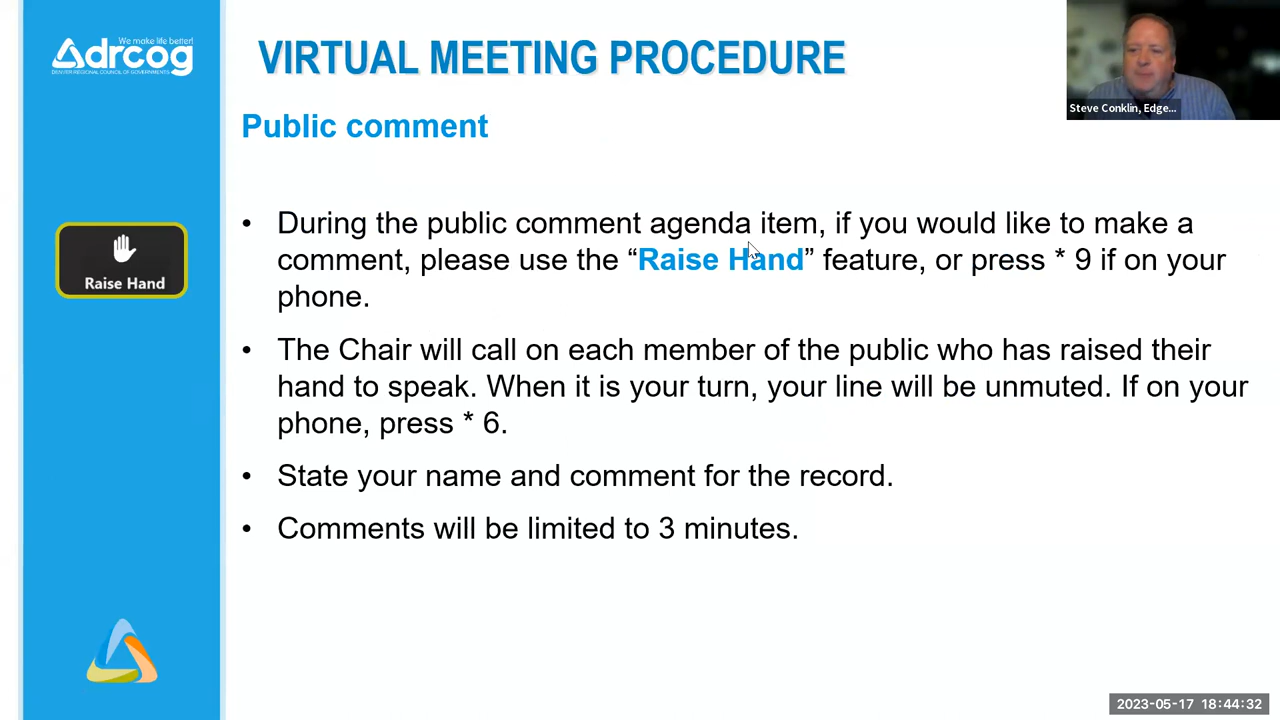 We make life better!
drcog
DENVER REGIONAL COUNCIL OF GOVERNMENTS
VIRTUAL MEETING PROCEDURE
Steve Conklin, Edge...
Public comment
Raise Hand
• During the public comment agenda item, if you would like to make a
comment, please use the “Raise Hand” feature, or press * 9 if on your
phone.
• The Chair will call on each member of the public who has raised their
hand to speak. When it is your turn, your line will be unmuted. If on your
phone, press * 6.
• State your name and comment for the record.
• Comments will be limited to 3 minutes.
2023-05-17 18:44:32